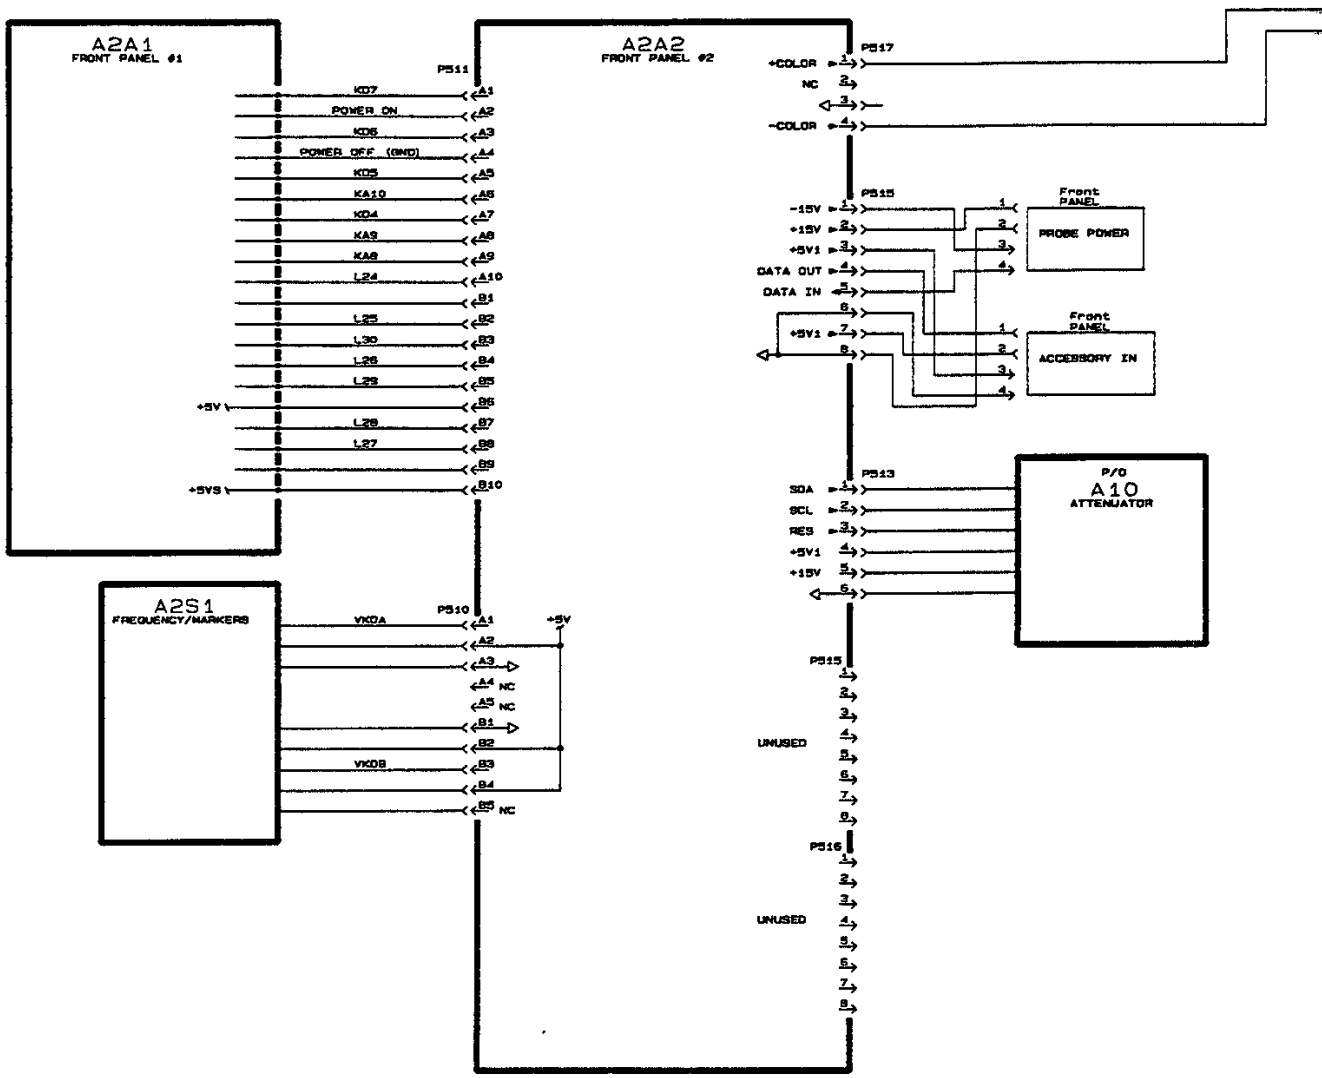 A2A1
FRONT PANEL #1
P511
KD7 A1
POWER ON A2
KD6 A3
POWER OFF (GND) A4
KD5 A5
KA10 A6
KD4 A7
KA9 A8
KA8 A9
L24 A10
B1
L25 B2
L30 B3
L26 B4
L29 B5
+5V B6
L28 B7
L27 B8
B9
+5VS B10
A2S1
FREQUENCY/MARKERS
P510
VKDA A1
A2
A3
A4 NC
A5 NC
B1
B2
VKDB B3
B4
B5 NC
+5V
A2A2
FRONT PANEL #2
P517
+COLOR 1
NC 2
3
-COLOR 4
P515
-15V 1
+15V 2
+5V1 3
DATA OUT 4
DATA IN 5
6
+5V1 7
8
Front
PANEL
1
2
PROBE POWER
3
4
Front
PANEL
1
2
ACCESSORY IN
3
4
P513
SDA 1
SCL 2
RES 3
+5V1 4
+15V 5
6
P/O
A10
ATTENUATOR
P515
1
2
3
4
UNUSED
5
6
7
8
P516
1
2
3
UNUSED 4
5
6
7
8